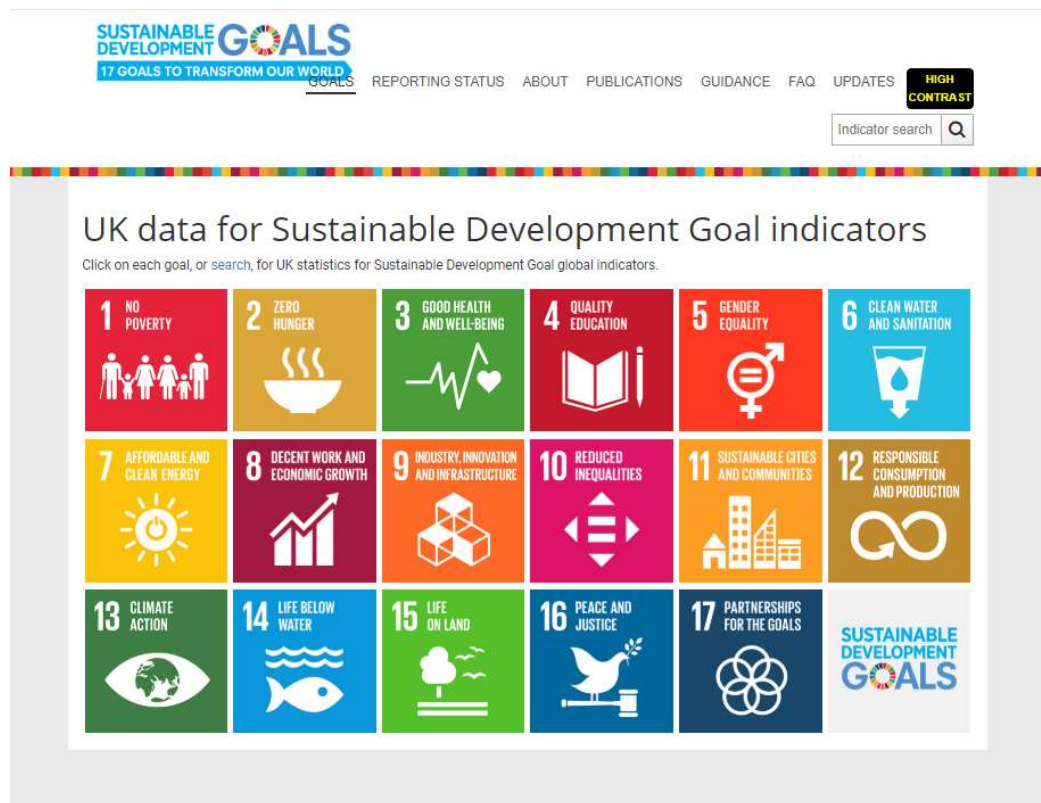 SUSTAINABLE
DEVELOPMENT GOALS
17 GOALS TO TRANSFORM OUR WORLD
GOALS REPORTING STATUS ABOUT PUBLICATIONS GUIDANCE FAQ UPDATES HIGH CONTRAST
Indicator search
UK data for Sustainable Development Goal indicators
Click on each goal, or search, for UK statistics for Sustainable Development Goal global indicators.
1 NO
POVERTY
2 ZERO
HUNGER
3 GOOD HEALTH
AND WELL-BEING
4 QUALITY
EDUCATION
5 GENDER
EQUALITY
6 CLEAN WATER
AND SANITATION
7 AFFORDABLE AND
CLEAN ENERGY
8 DECENT WORK AND
ECONOMIC GROWTH
9 INDUSTRY, INNOVATION
AND INFRASTRUCTURE
10 REDUCED
INEQUALITIES
11 SUSTAINABLE CITIES
AND COMMUNITIES
12 RESPONSIBLE
CONSUMPTION
AND PRODUCTION
13 CLIMATE
ACTION
14 LIFE BELOW
WATER
15 LIFE
ON LAND
16 PEACE AND
JUSTICE
17 PARTNERSHIPS
FOR THE GOALS
SUSTAINABLE
DEVELOPMENT
GOALS